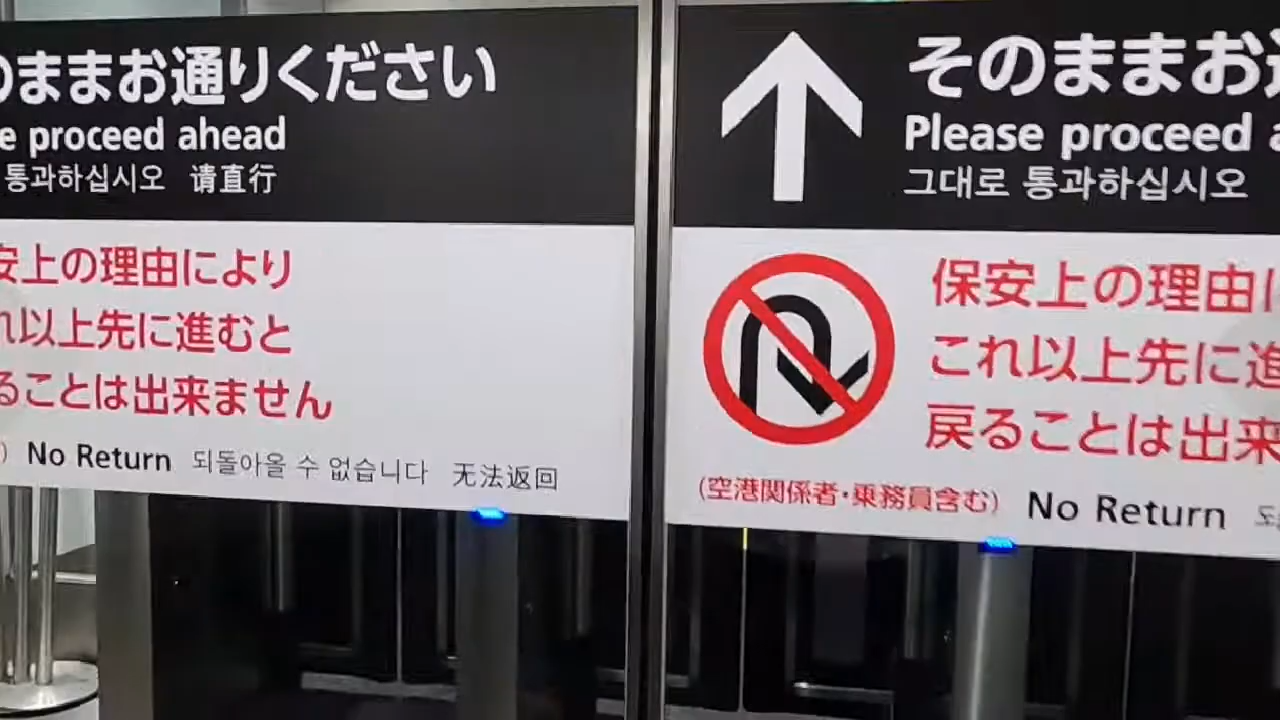 のままお通りください
e proceed ahead
통과하십시오 请直行
安上の理由により
れ以上先に進むと
ることは出来ません
) No Return 되돌아올 수 없습니다 无法返回
そのままお通
Please proceed a
그대로 통과하십시오
保安上の理由に
これ以上先に進
戻ることは出来
(空港関係者・乗務員含む) No Return 되